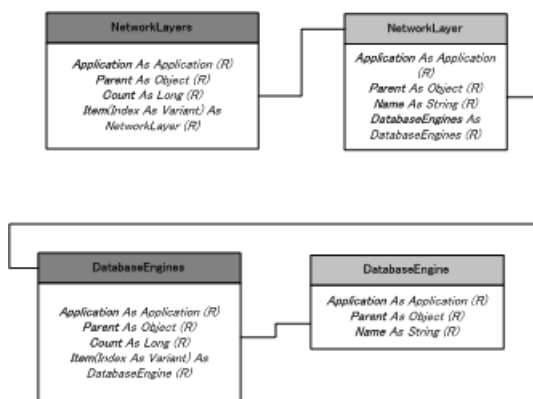 NetworkLayers
Application As Application (R)
Parent As Object (R)
Count As Long (R)
Item(Index As Variant) As
NetworkLayer (R)
NetworkLayer
Application As Application
(R)
Parent As Object (R)
Name As String (R)
DatabaseEngines As
DatabaseEngines (R)
DatabaseEngines
Application As Application (R)
Parent As Object (R)
Count As Long (R)
Item(Index As Variant) As
DatabaseEngine (R)
DatabaseEngine
Application As Application (R)
Parent As Object (R)
Name As String (R)